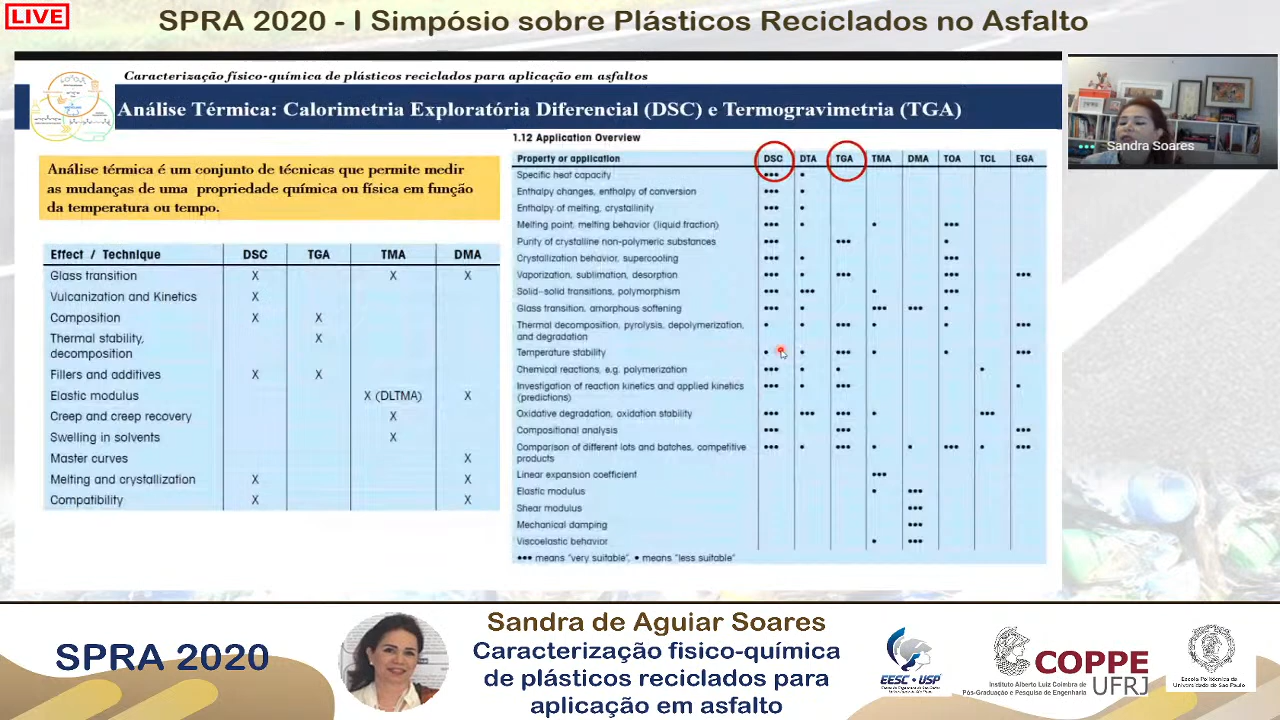 LIVE
SPRA 2020 - I Simpósio sobre Plásticos Reciclados no Asfalto
Caracterização físico-química de plásticos reciclados para aplicação em asfaltos
Análise Térmica: Calorimetria Exploratória Diferencial (DSC) e Termogravimetria (TGA)
Análise térmica é um conjunto de técnicas que permite medir
as mudanças de uma propriedade química ou física em função
da temperatura ou tempo.
Effect / Technique DSC TGA TMA DMA
Glass transition X X X
Vulcanization and Kinetics X
Composition X X
Thermal stability, X
decomposition
Fillers and additives X X
Elastic modulus X (DLTMA) X
Creep and creep recovery X
Swelling in solvents X
Master curves X
Melting and crystallization X X
Compatibility X X
1.12 Application Overview
Property or application DSC DTA TGA TMA DMA TOA TCL EGA
Specific heat capacity ••• •
Enthalpy changes, enthalpy of conversion ••• •
Enthalpy of melting, crystallinity ••• •
Melting point, melting behavior (liquid fraction) ••• • • •••
Purity of crystalline non-polymeric substances ••• ••• •
Crystallization behavior, supercooling ••• • •••
Vaporization, sublimation, desorption ••• • ••• ••• •••
Solid–solid transitions, polymorphism ••• ••• • •••
Glass transition, amorphous softening ••• • ••• ••• •
Thermal decomposition, pyrolysis, depolymerization, • • ••• • • •••
and degradation
Temperature stability • • ••• • • •••
Chemical reactions, e.g. polymerization ••• • • •
Investigation of reaction kinetics and applied kinetics ••• • ••• •
(predictions)
Oxidative degradation, oxidation stability ••• ••• ••• • •••
Compositional analysis ••• ••• •••
Comparison of different lots and batches, competitive ••• • ••• • • ••• • •••
products
Linear expansion coefficient •••
Elastic modulus • •••
Shear modulus •••
Mechanical damping •••
Viscoelastic behavior • •••
••• means "very suitable", • means "less suitable"
Sandra Soares
SPRA 2020
Sandra de Aguiar Soares
Caracterização fisico-química
de plásticos reciclados para
aplicação em asfalto
EESC • USP
COPPE
UFRJ
Instituto Alberto Luiz Coimbra de
Pós-Graduação e Pesquisa de Engenharia
Escola Politécnica da
Universidade de São Paulo